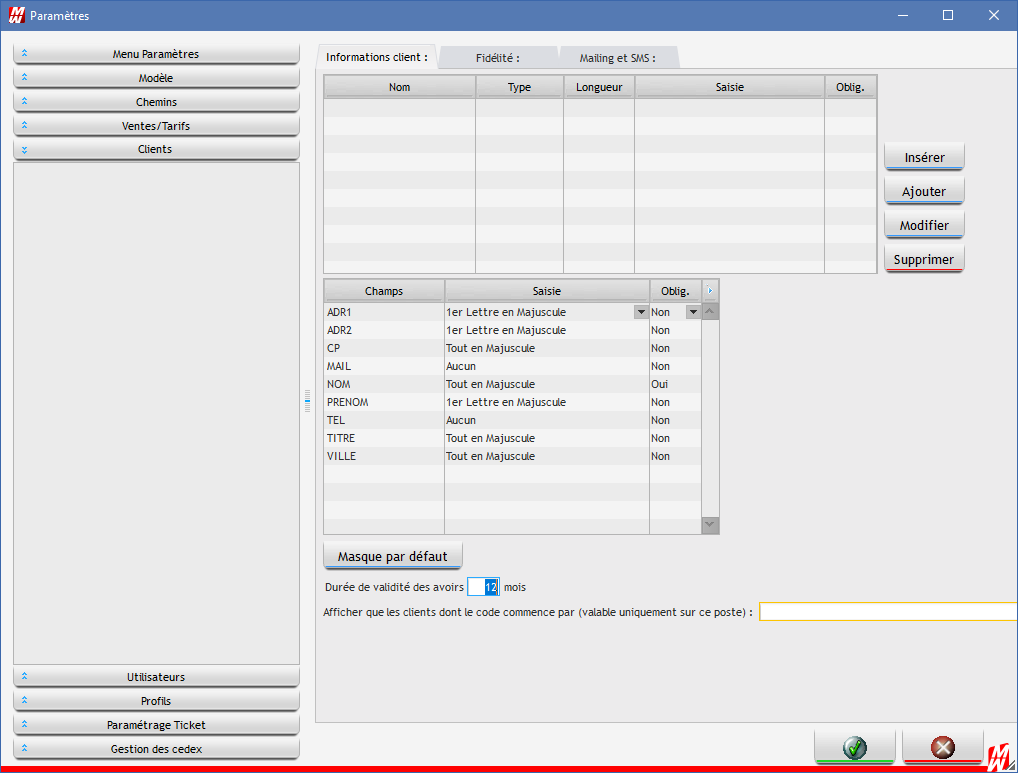 Paramètres
Menu Paramètres
Modèle
Chemins
Ventes/Tarifs
Clients
Utilisateurs
Profils
Paramétrage Ticket
Gestion des cedex
Informations client : Fidélité : Mailing et SMS :
Nom Type Longueur Saisie Oblig.
Insérer
Ajouter
Modifier
Supprimer
Champs Saisie Oblig.
ADR1 1er Lettre en Majuscule Non
ADR2 1er Lettre en Majuscule Non
CP Tout en Majuscule Non
MAIL Aucun Non
NOM Tout en Majuscule Oui
PRENOM 1er Lettre en Majuscule Non
TEL Aucun Non
TITRE Tout en Majuscule Non
VILLE Tout en Majuscule Non
Masque par défaut
Durée de validité des avoirs 12 mois
Afficher que les clients dont le code commence par (valable uniquement sur ce poste) :